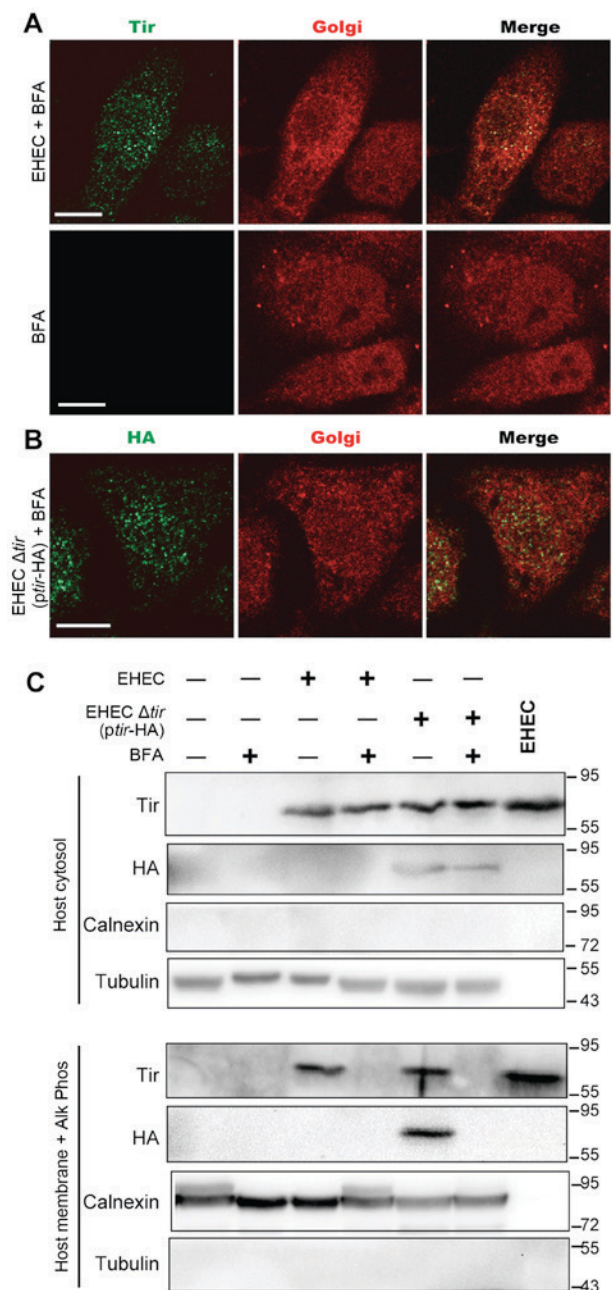 A
Tir
Golgi
Merge
EHEC + BFA
BFA
B
HA
Golgi
Merge
EHEC Δtir
(ptir-HA) + BFA
C
EHEC — — + + — —
EHEC Δtir
(ptir-HA) — — — — + +
BFA — + — + — +
EHEC
Host cytosol
Tir –95
–55
HA –95
–55
Calnexin –95
–72
Tubulin –55
–43
Host membrane + Alk Phos
Tir –95
–55
HA –95
–55
Calnexin –95
–72
Tubulin –55
–43